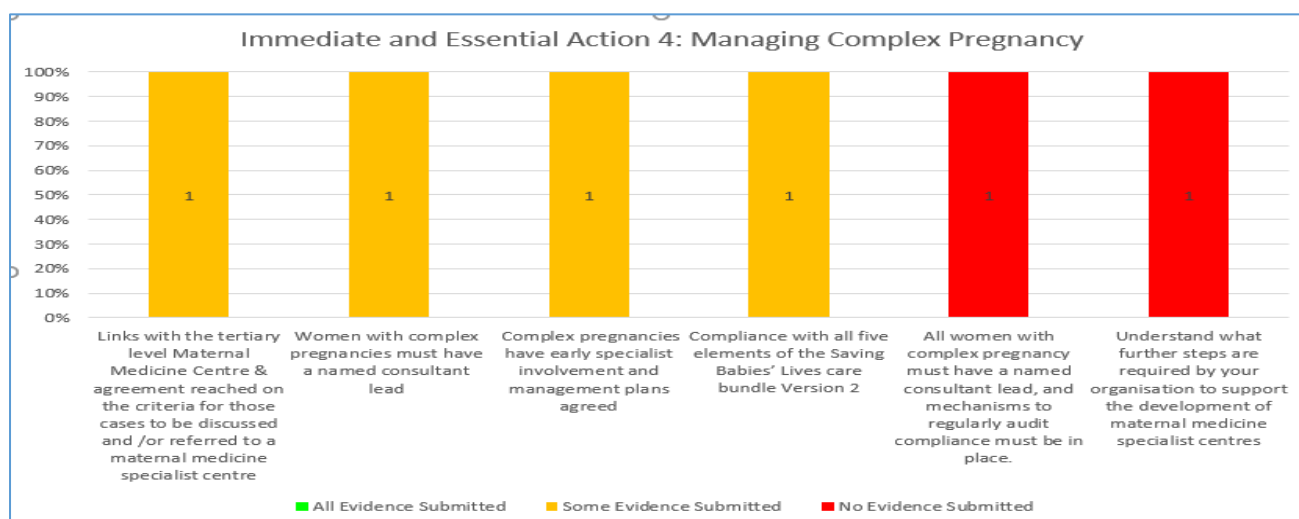 Immediate and Essential Action 4: Managing Complex Pregnancy
100%
90%
80%
70%
60%
50%
40%
30%
20%
10%
0%
1
1
1
1
1
1
Links with the tertiary
level Maternal
Medicine Centre &
agreement reached on
the criteria for those
cases to be discussed
and /or referred to a
maternal medicine
specialist centre
Women with complex
pregnancies must have
a named consultant
lead
Complex pregnancies
have early specialist
involvement and
management plans
agreed
Compliance with all five
elements of the Saving
Babies’ Lives care
bundle Version 2
All women with
complex pregnancy
must have a named
consultant lead, and
mechanisms to
regularly audit
compliance must be in
place.
Understand what
further steps are
required by your
organisation to support
the development of
maternal medicine
specialist centres
All Evidence Submitted
Some Evidence Submitted
No Evidence Submitted